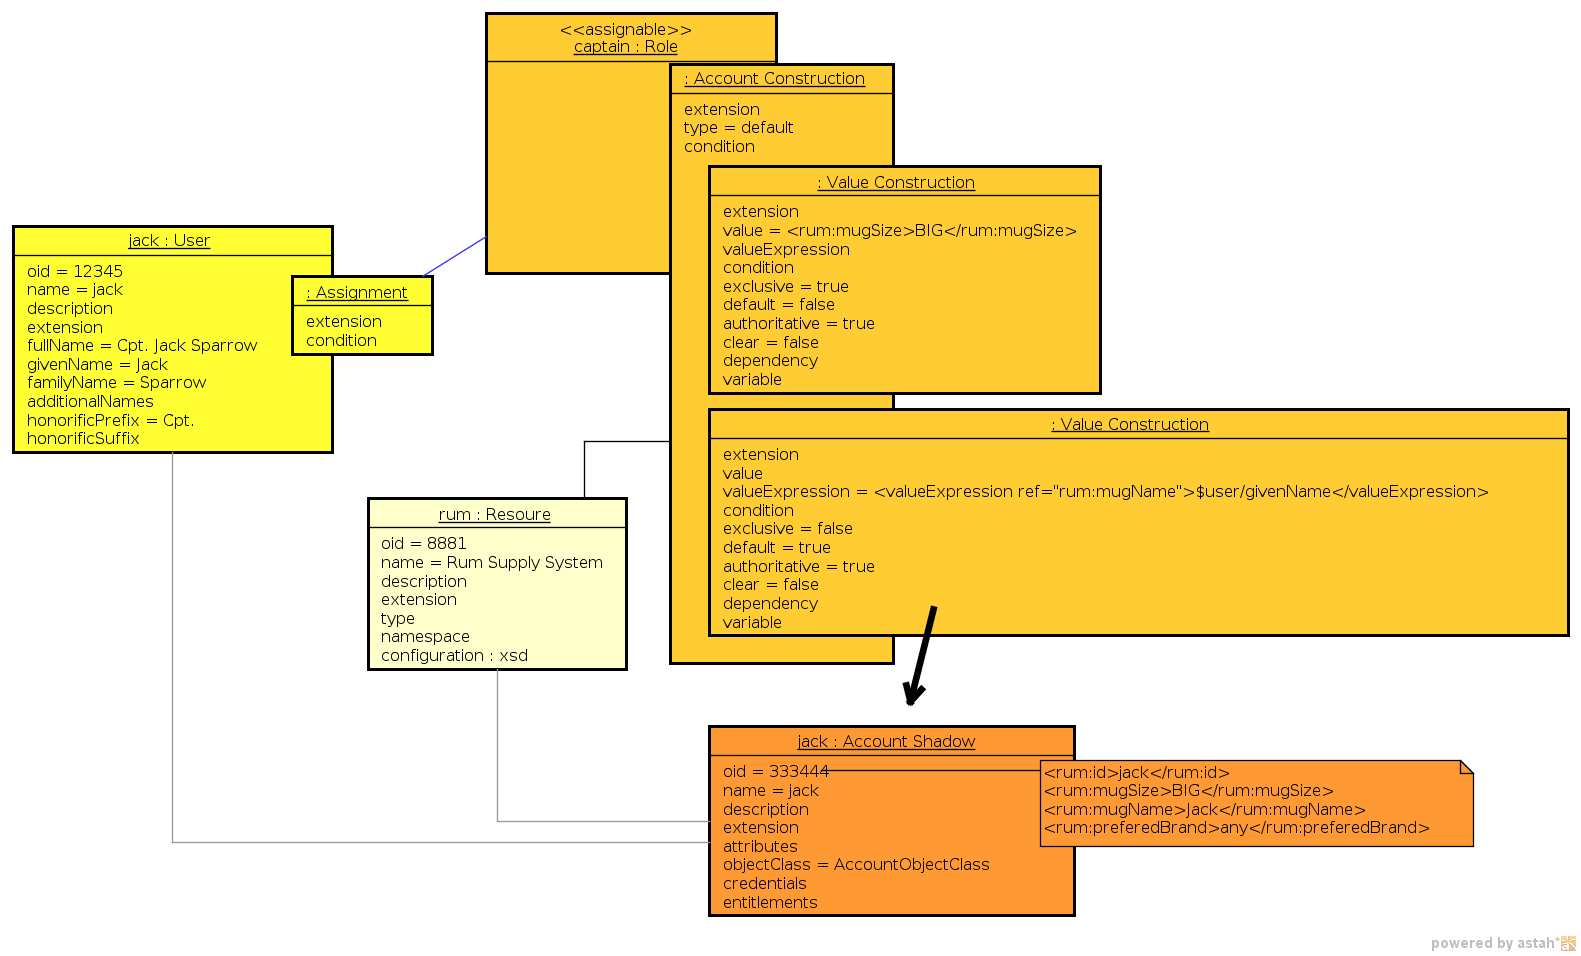 <<assignable>>
captain : Role
: Account Construction
extension
type = default
condition
: Value Construction
extension
value = <rum:mugSize>BIG</rum:mugSize>
valueExpression
condition
exclusive = true
default = false
authoritative = true
clear = false
dependency
variable
jack : User
oid = 12345
name = jack
description
extension
fullName = Cpt. Jack Sparrow
givenName = Jack
familyName = Sparrow
additionalNames
honorificPrefix = Cpt.
honorificSuffix
: Assignment
extension
condition
: Value Construction
extension
value
valueExpression = <valueExpression ref="rum:mugName">$user/givenName</valueExpression>
condition
exclusive = false
default = true
authoritative = true
clear = false
dependency
variable
rum : Resoure
oid = 8881
name = Rum Supply System
description
extension
type
namespace
configuration : xsd
jack : Account Shadow
oid = 333444
name = jack
description
extension
attributes
objectClass = AccountObjectClass
credentials
entitlements
<rum:id>jack</rum:id>
<rum:mugSize>BIG</rum:mugSize>
<rum:mugName>Jack</rum:mugName>
<rum:preferedBrand>any</rum:preferedBrand>
powered by astah*